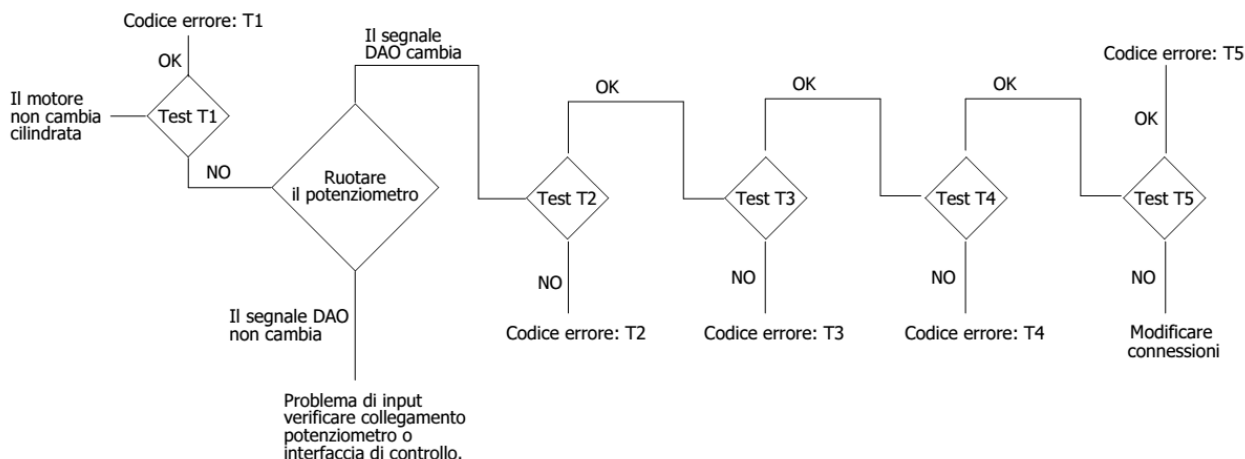 Codice errore: T1
OK
Il motore
non cambia
cilindrata
Test T1
NO
Ruotare
il potenziometro
Il segnale
DAO cambia
Il segnale DAO
non cambia
Problema di input
verificare collegamento
potenziometro o
interfaccia di controllo.
Test T2
OK
NO
Codice errore: T2
Test T3
OK
NO
Codice errore: T3
Test T4
OK
NO
Codice errore: T4
Codice errore: T5
OK
Test T5
NO
Modificare
connessioni